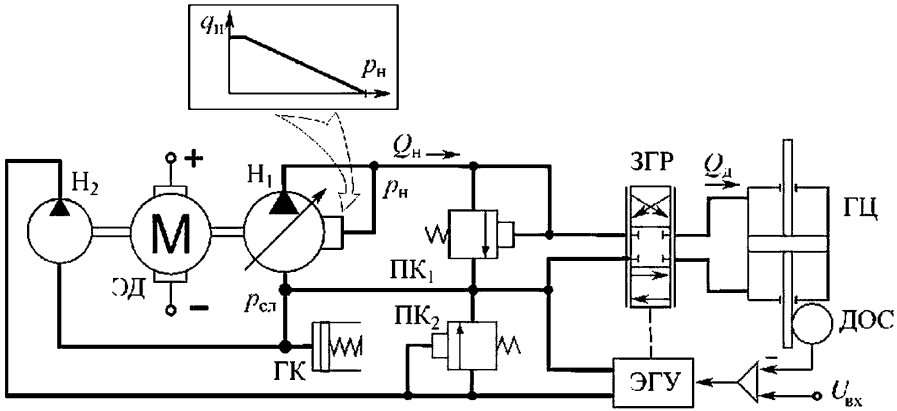 qн
pн
Н₂
+
М
ЭД
−
Н₁
Qн
pн
ПК₁
pсл
ГК
ПК₂
ЗГР
Qд
ГЦ
ДОС
ЭГУ
−
Uвх